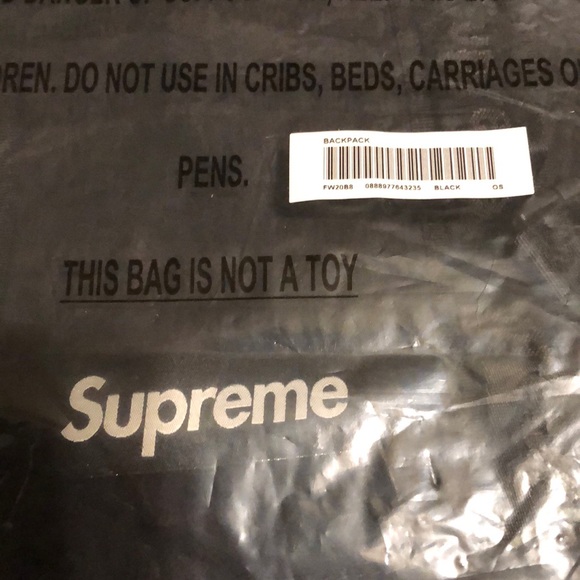 DREN. DO NOT USE IN CRIBS, BEDS, CARRIAGES O
PENS.
BACKPACK
FW20B8 0888977643235 BLACK OS
THIS BAG IS NOT A TOY
Supreme